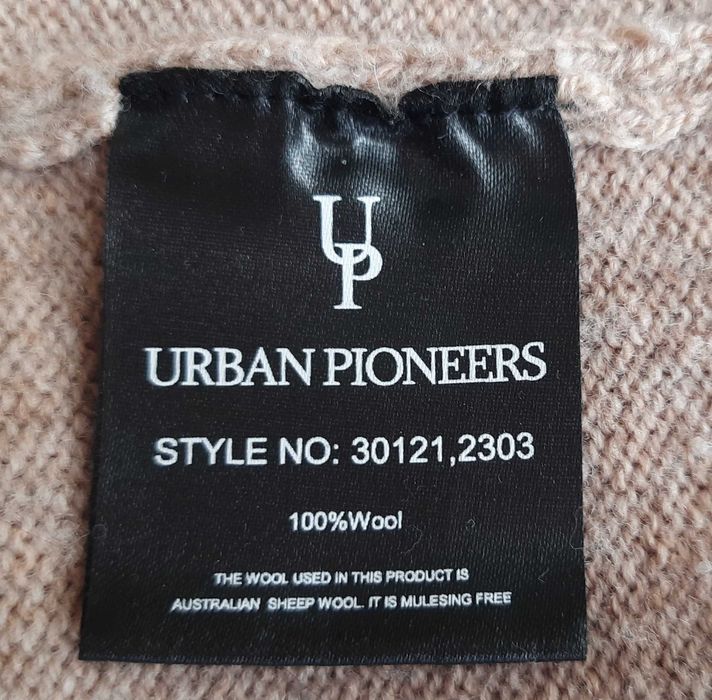 UP
URBAN PIONEERS
STYLE NO: 30121,2303
100%Wool
THE WOOL USED IN THIS PRODUCT IS
AUSTRALIAN SHEEP WOOL. IT IS MULESING FREE